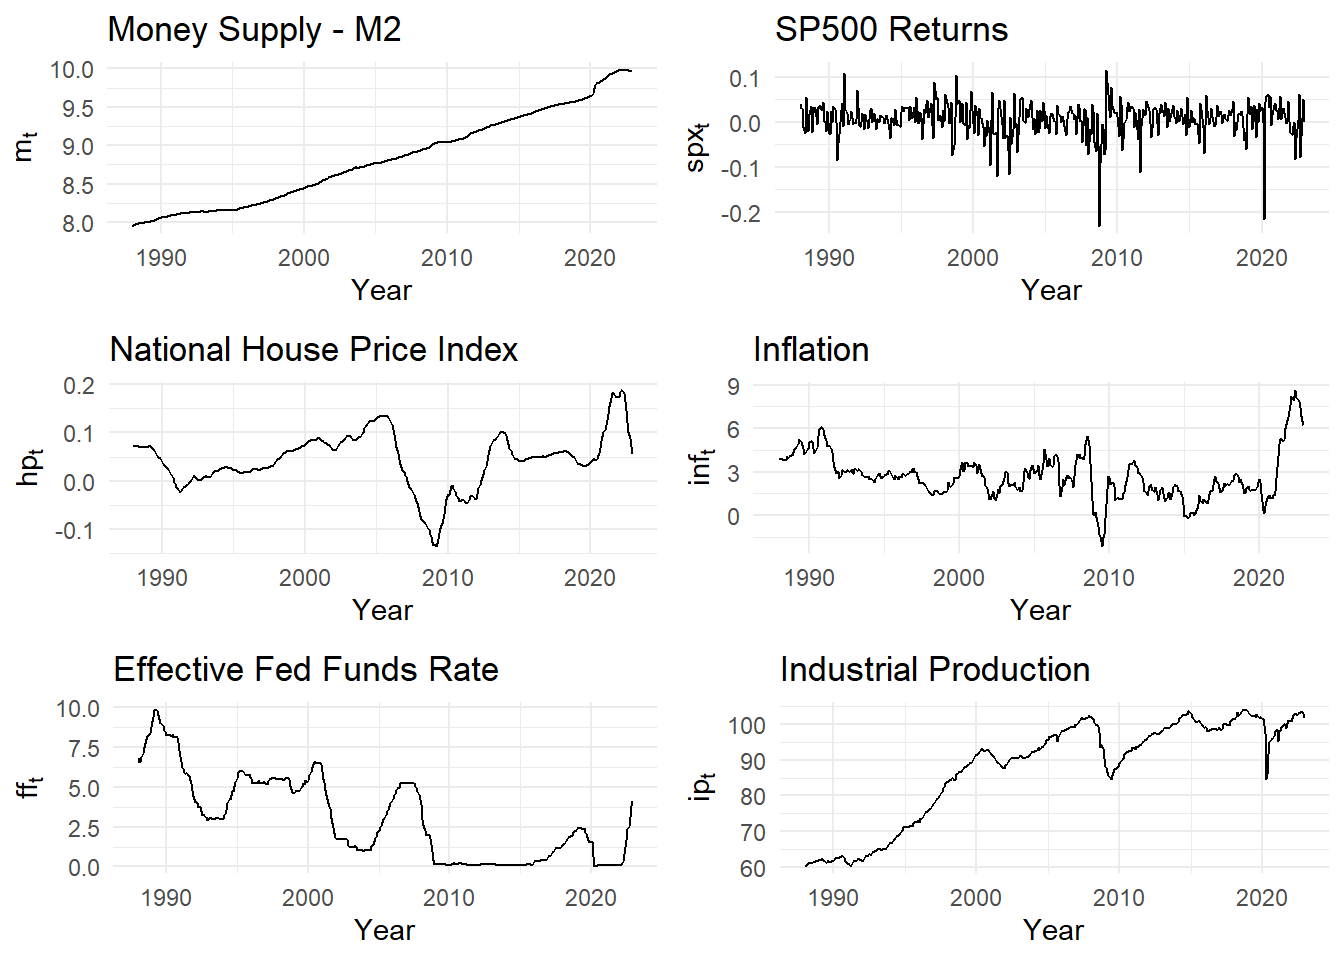 Money Supply - M2
10.0
9.5
9.0
8.5
8.0
m_t
1990 2000 2010 2020
Year
SP500 Returns
0.1
0.0
-0.1
-0.2
spx_t
1990 2000 2010 2020
Year
National House Price Index
0.2
0.1
0.0
-0.1
hp_t
1990 2000 2010 2020
Year
Inflation
9
6
3
0
inf_t
1990 2000 2010 2020
Year
Effective Fed Funds Rate
10.0
7.5
5.0
2.5
0.0
ff_t
1990 2000 2010 2020
Year
Industrial Production
100
90
80
70
60
ip_t
1990 2000 2010 2020
Year